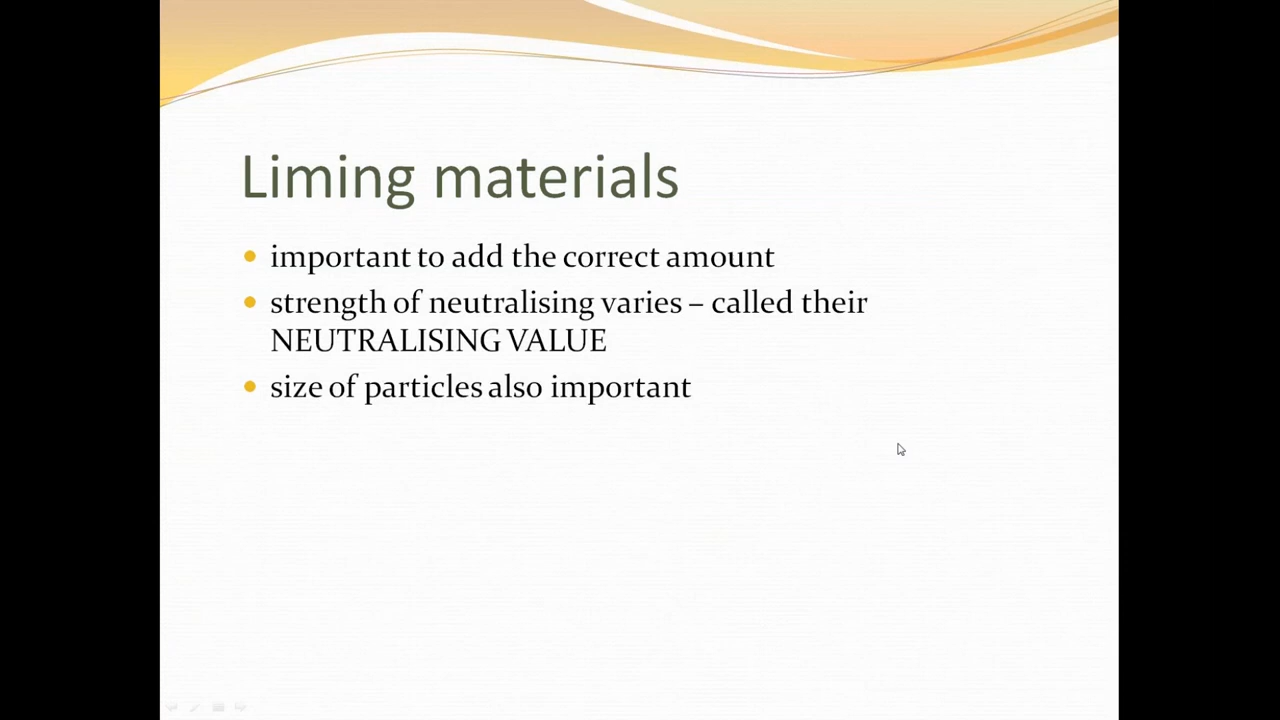 Liming materials
• important to add the correct amount
• strength of neutralising varies – called their
NEUTRALISING VALUE
• size of particles also important